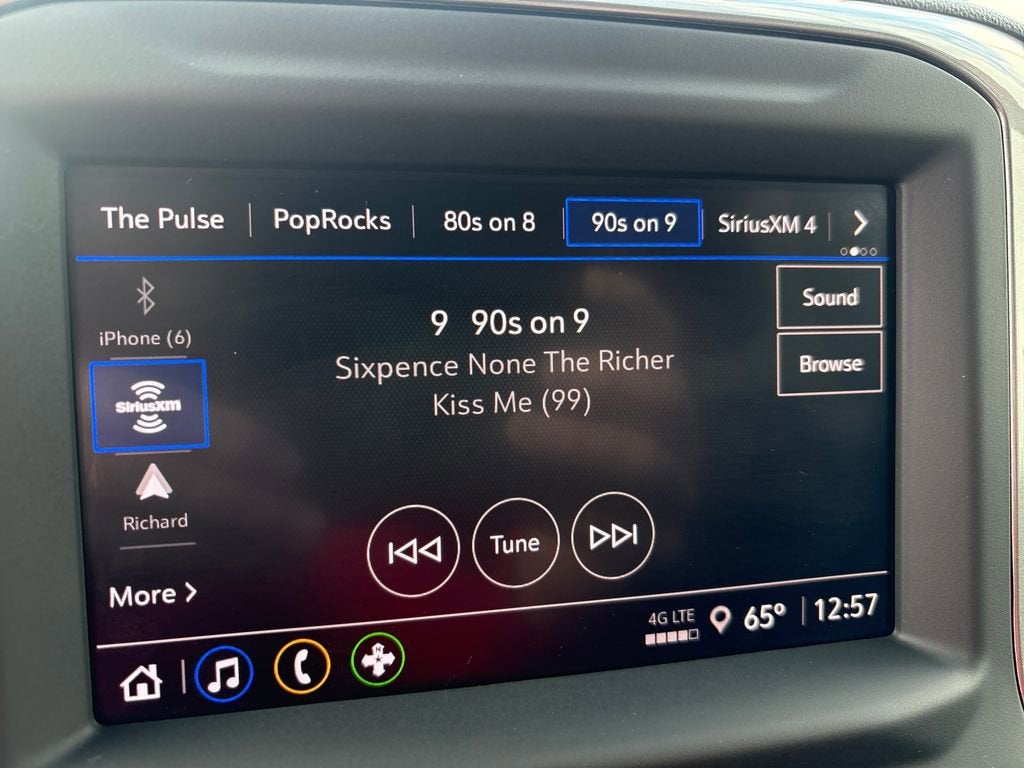 The Pulse
PopRocks
80s on 8
90s on 9
SiriusXM 4
iPhone (6)
9 90s on 9
Sound
Sixpence None The Richer
Browse
Kiss Me (99)
SiriusXM
Richard
Tune
More
4G LTE
65°
12:57
N